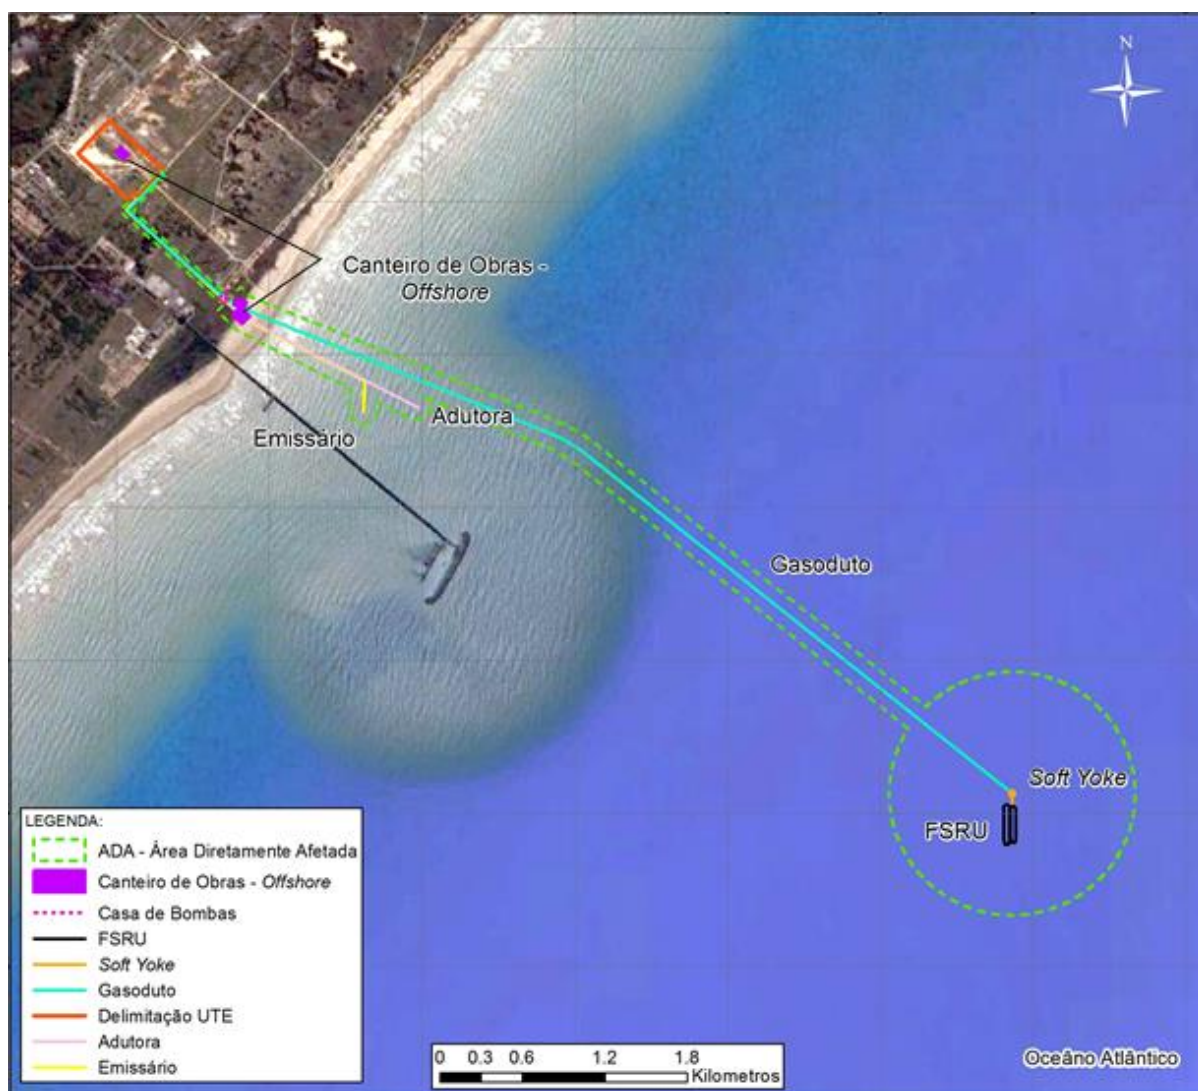 N
Canteiro de Obras -
Offshore
Adutora
Emissário
Gasoduto
Soft Yoke
FSRU
LEGENDA:
ADA - Área Diretamente Afetada
Canteiro de Obras - Offshore
Casa de Bombas
FSRU
Soft Yoke
Gasoduto
Delimitação UTE
Adutora
Emissário
0 0.3 0.6 1.2 1.8
Kilometros
Oceâno Atlântico